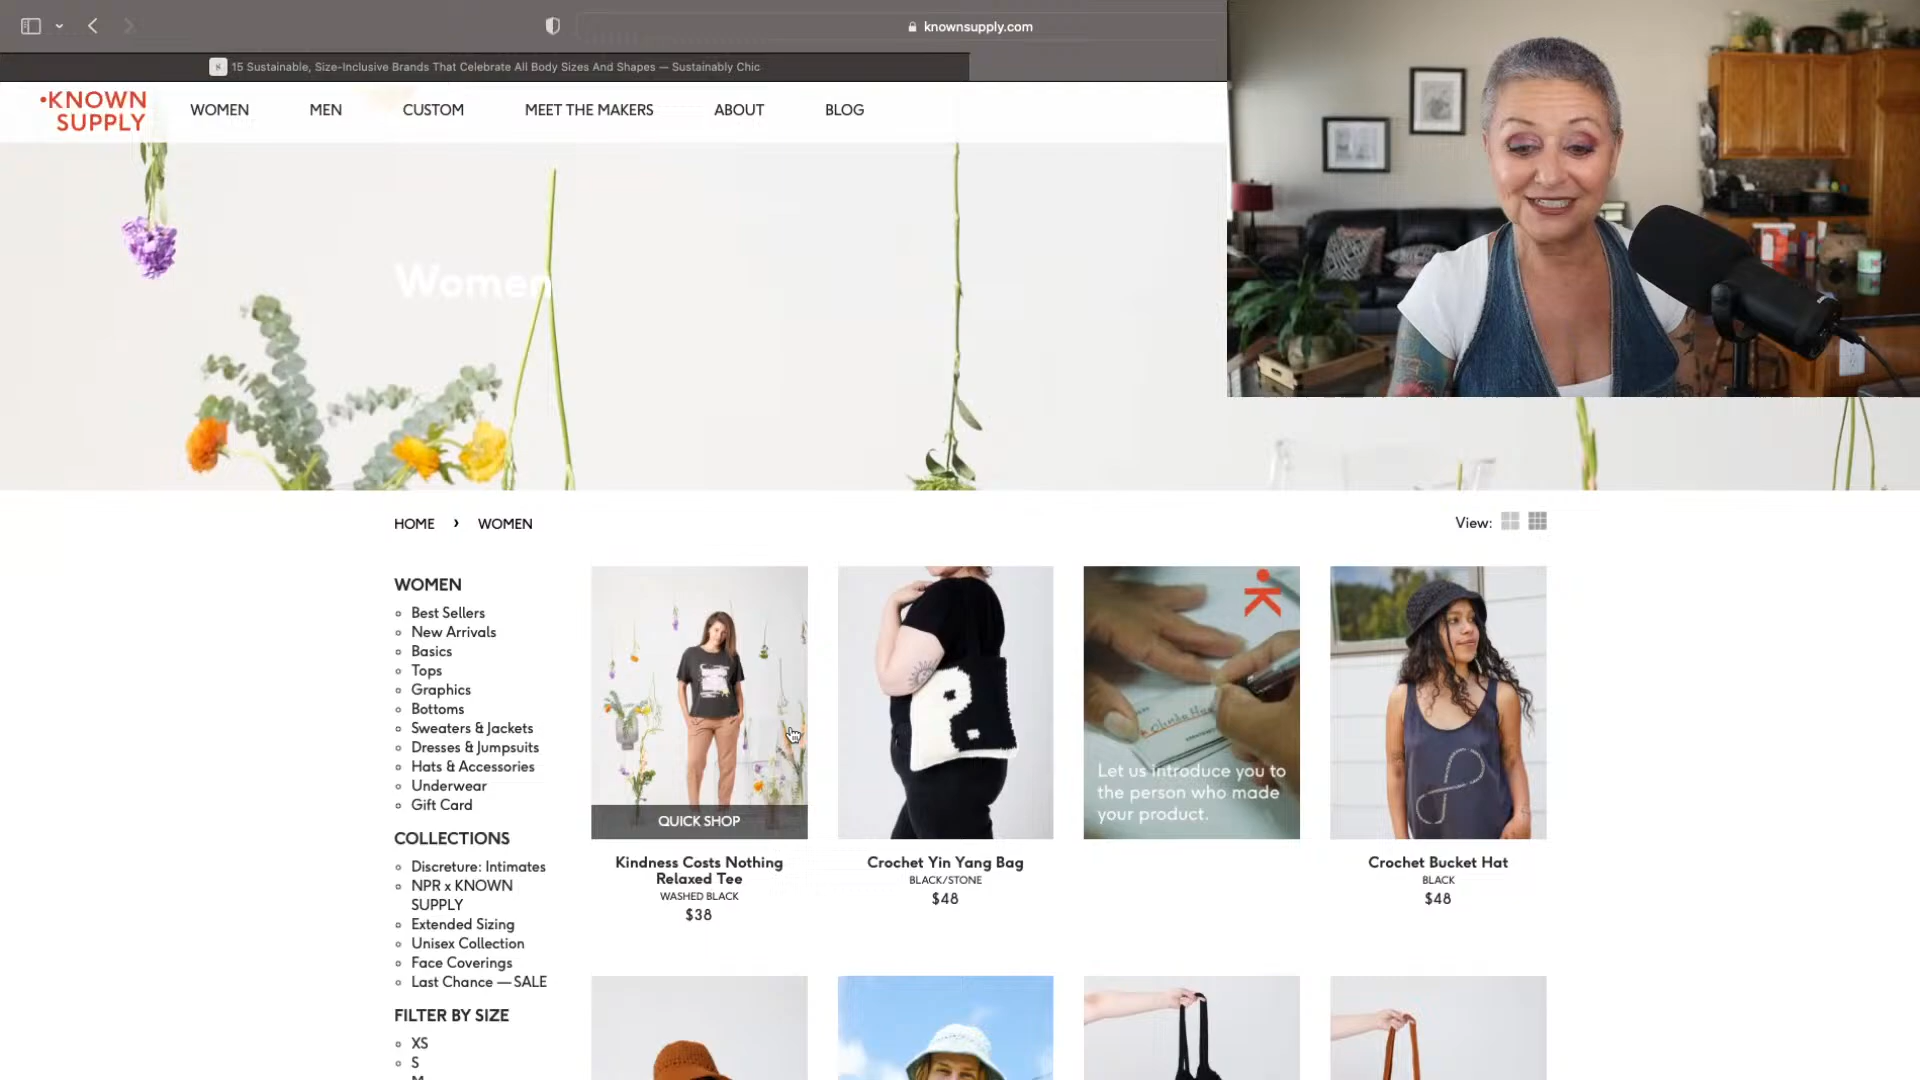 knownsupply.com
15 Sustainable, Size-Inclusive Brands That Celebrate All Body Sizes And Shapes — Sustainably Chic
KNOWN
SUPPLY
WOMEN
MEN
CUSTOM
MEET THE MAKERS
ABOUT
BLOG
Women
HOME › WOMEN
View:
WOMEN
Best Sellers
New Arrivals
Basics
Tops
Graphics
Bottoms
Sweaters & Jackets
Dresses & Jumpsuits
Hats & Accessories
Underwear
Gift Card
COLLECTIONS
Discreture: Intimates
NPR x KNOWN
SUPPLY
Extended Sizing
Unisex Collection
Face Coverings
Last Chance — SALE
FILTER BY SIZE
XS
S
QUICK SHOP
Kindness Costs Nothing
Relaxed Tee
WASHED BLACK
$38
Crochet Yin Yang Bag
BLACK/STONE
$48
Let us introduce you to
the person who made
your product.
Crochet Bucket Hat
BLACK
$48